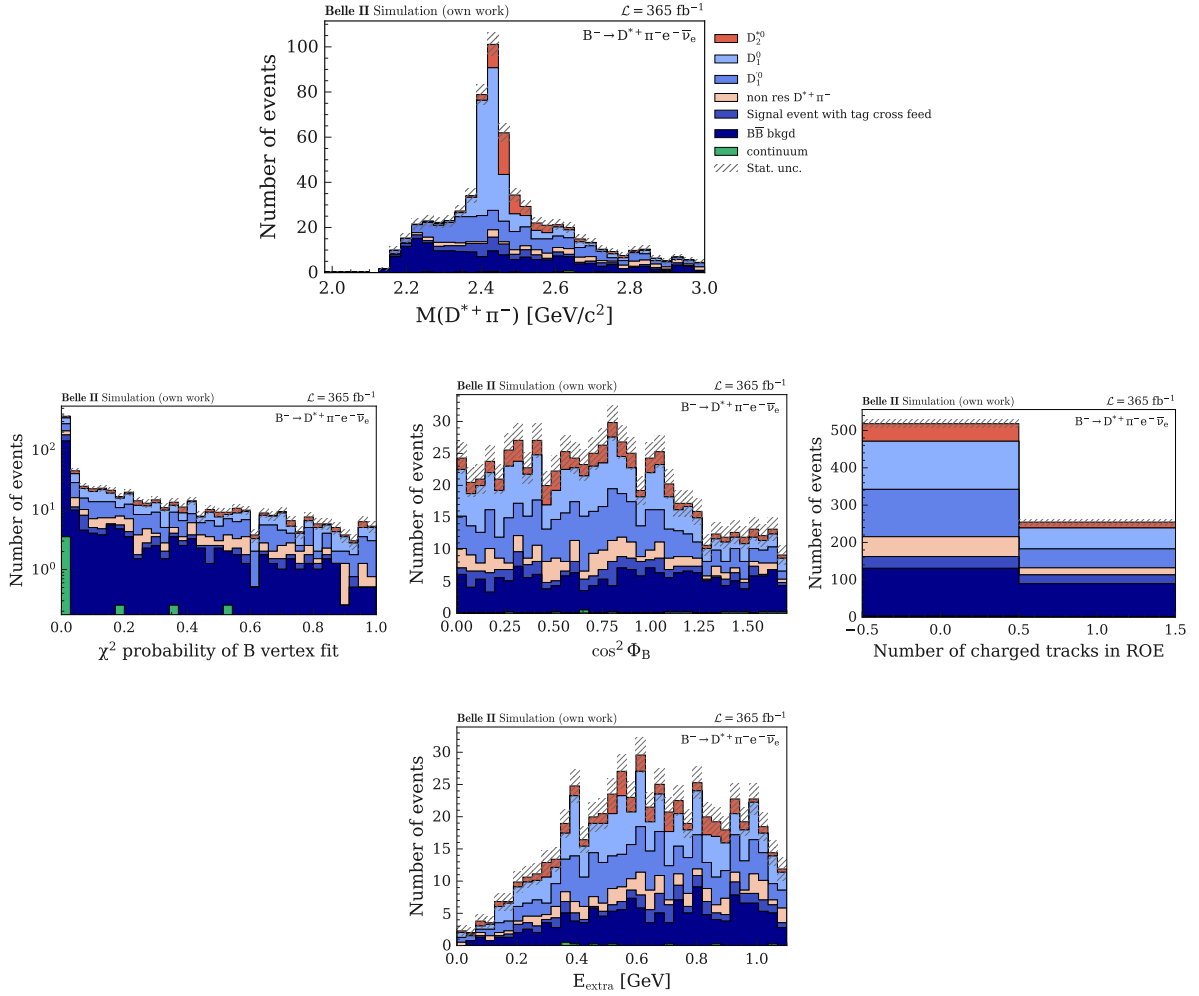 Belle II Simulation (own work) ℒ = 365 fb⁻¹
B⁻ → D*⁺π⁻e⁻ν̅ₑ
Number of events
0
20
40
60
80
100
2.0 2.2 2.4 2.6 2.8 3.0
M(D*⁺π⁻) [GeV/c²]
D₂*⁰
D₁⁰
D₁′⁰
non res D*⁺π⁻
Signal event with tag cross feed
BB̅ bkgd
continuum
Stat. unc.
Belle II Simulation (own work) ℒ = 365 fb⁻¹
B⁻ → D*⁺π⁻e⁻ν̅ₑ
Number of events
10²
10¹
10⁰
0.0 0.2 0.4 0.6 0.8 1.0
χ² probability of B vertex fit
Belle II Simulation (own work) ℒ = 365 fb⁻¹
B⁻ → D*⁺π⁻e⁻ν̅ₑ
Number of events
30
25
20
15
10
5
0
0.00 0.25 0.50 0.75 1.00 1.25 1.50
cos² Φ_B
Belle II Simulation (own work) ℒ = 365 fb⁻¹
B⁻ → D*⁺π⁻e⁻ν̅ₑ
Number of events
500
400
300
200
100
0
−0.5 0.0 0.5 1.0 1.5
Number of charged tracks in ROE
Belle II Simulation (own work) ℒ = 365 fb⁻¹
B⁻ → D*⁺π⁻e⁻ν̅ₑ
Number of events
30
25
20
15
10
5
0
0.0 0.2 0.4 0.6 0.8 1.0
E_extra [GeV]